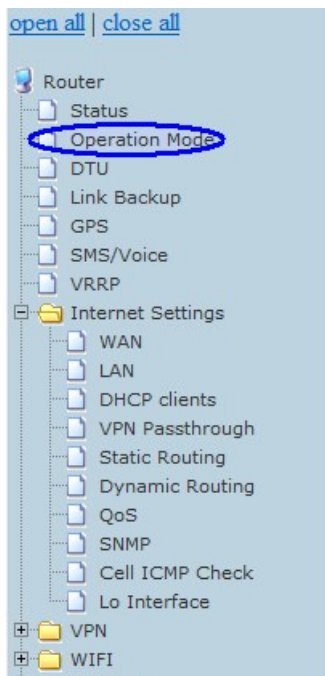 open all | close all
Router
Status
Operation Mode
DTU
Link Backup
GPS
SMS/Voice
VRRP
Internet Settings
WAN
LAN
DHCP clients
VPN Passthrough
Static Routing
Dynamic Routing
QoS
SNMP
Cell ICMP Check
Lo Interface
VPN
WIFI